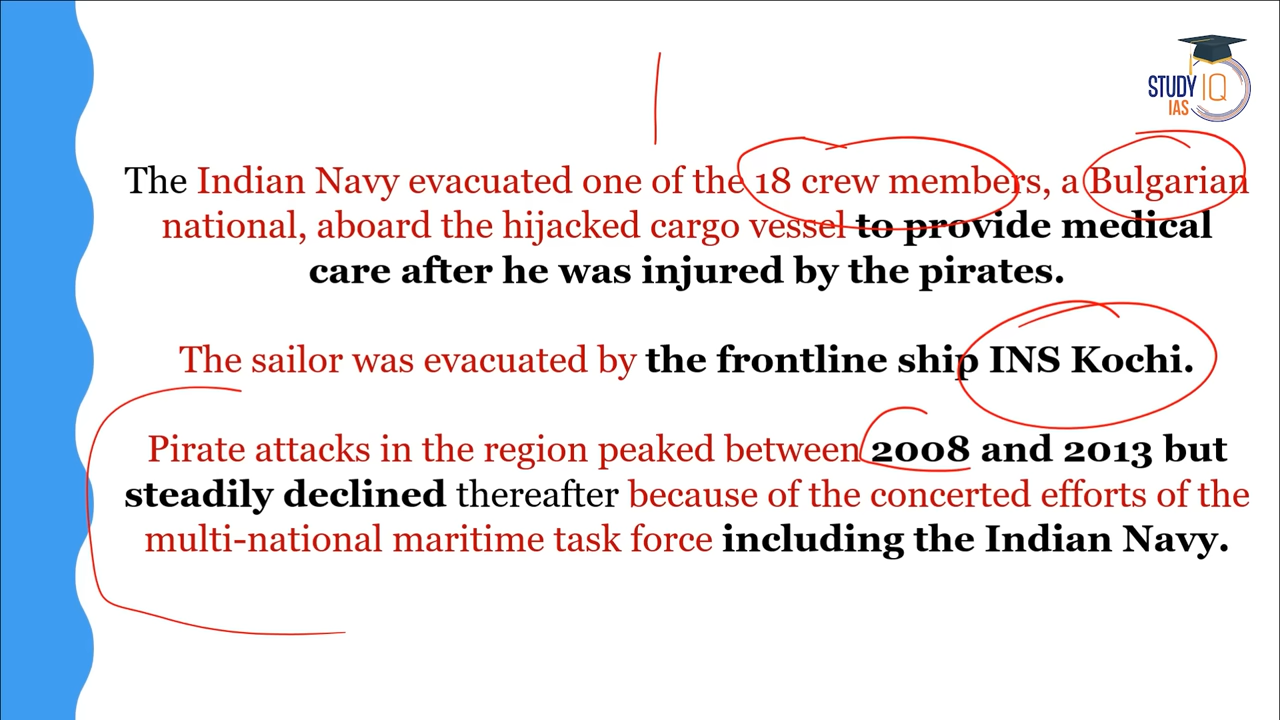 STUDY IQ
IAS
The Indian Navy evacuated one of the 18 crew members, a Bulgarian
national, aboard the hijacked cargo vessel to provide medical
care after he was injured by the pirates.
The sailor was evacuated by the frontline ship INS Kochi.
Pirate attacks in the region peaked between 2008 and 2013 but
steadily declined thereafter because of the concerted efforts of the
multi-national maritime task force including the Indian Navy.